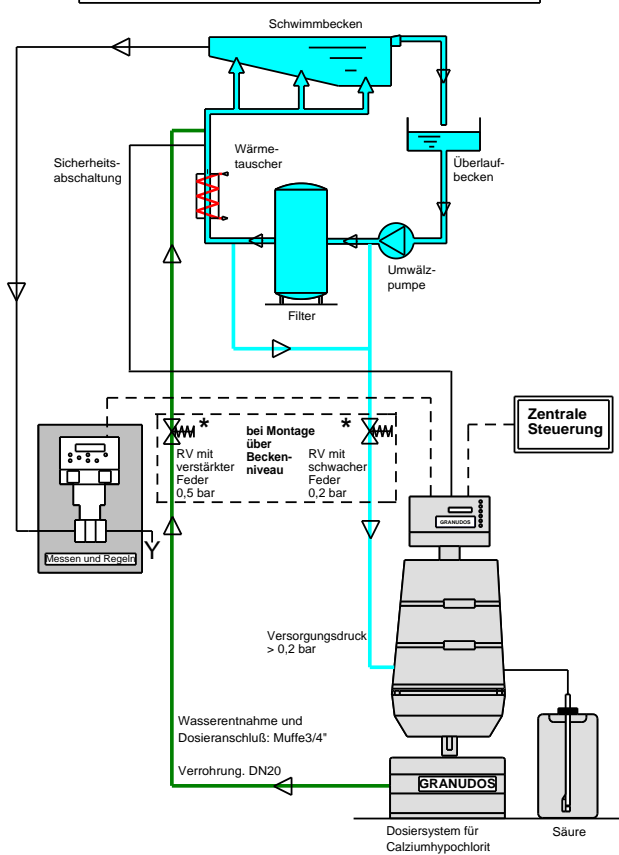 Schwimmbecken
Sicherheits-
abschaltung
Wärme-
tauscher
Überlauf-
becken
Umwälz-
pumpe
Filter
*
RV mit
verstärkter
Feder
0,5 bar
bei Montage
über
Becken-
niveau
*
RV mit
schwacher
Feder
0,2 bar
Zentrale
Steuerung
GRANUDOS
Messen und Regeln
Versorgungsdruck
> 0,2 bar
Wasserentnahme und
Dosieranschluß: Muffe3/4"
Verrohrung. DN20
GRANUDOS
Dosiersystem für
Calziumhypochlorit
Säure